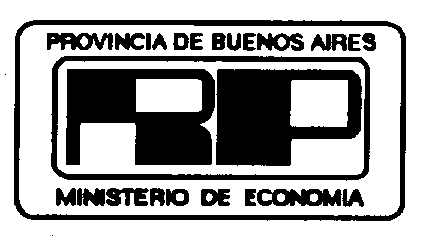 PROVINCIA DE BUENOS AIRES
RP
MINISTERIO DE ECONOMIA